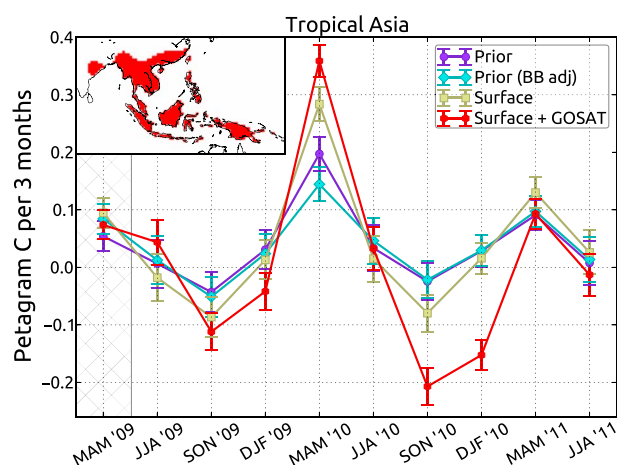 Tropical Asia
Petagram C per 3 months
0.4
0.3
0.2
0.1
0.0
−0.1
−0.2
Prior
Prior (BB adj)
Surface
Surface + GOSAT
MAM '09
JJA '09
SON '09
DJF '09
MAM '10
JJA '10
SON '10
DJF '10
MAM '11
JJA '11